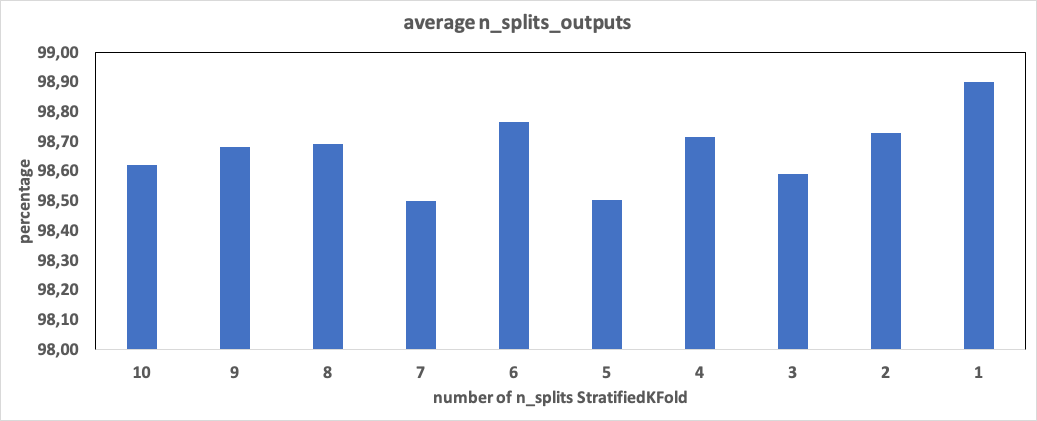 average n_splits_outputs
percentage
99,00
98,90
98,80
98,70
98,60
98,50
98,40
98,30
98,20
98,10
98,00
10 9 8 7 6 5 4 3 2 1
number of n_splits StratifiedKFold